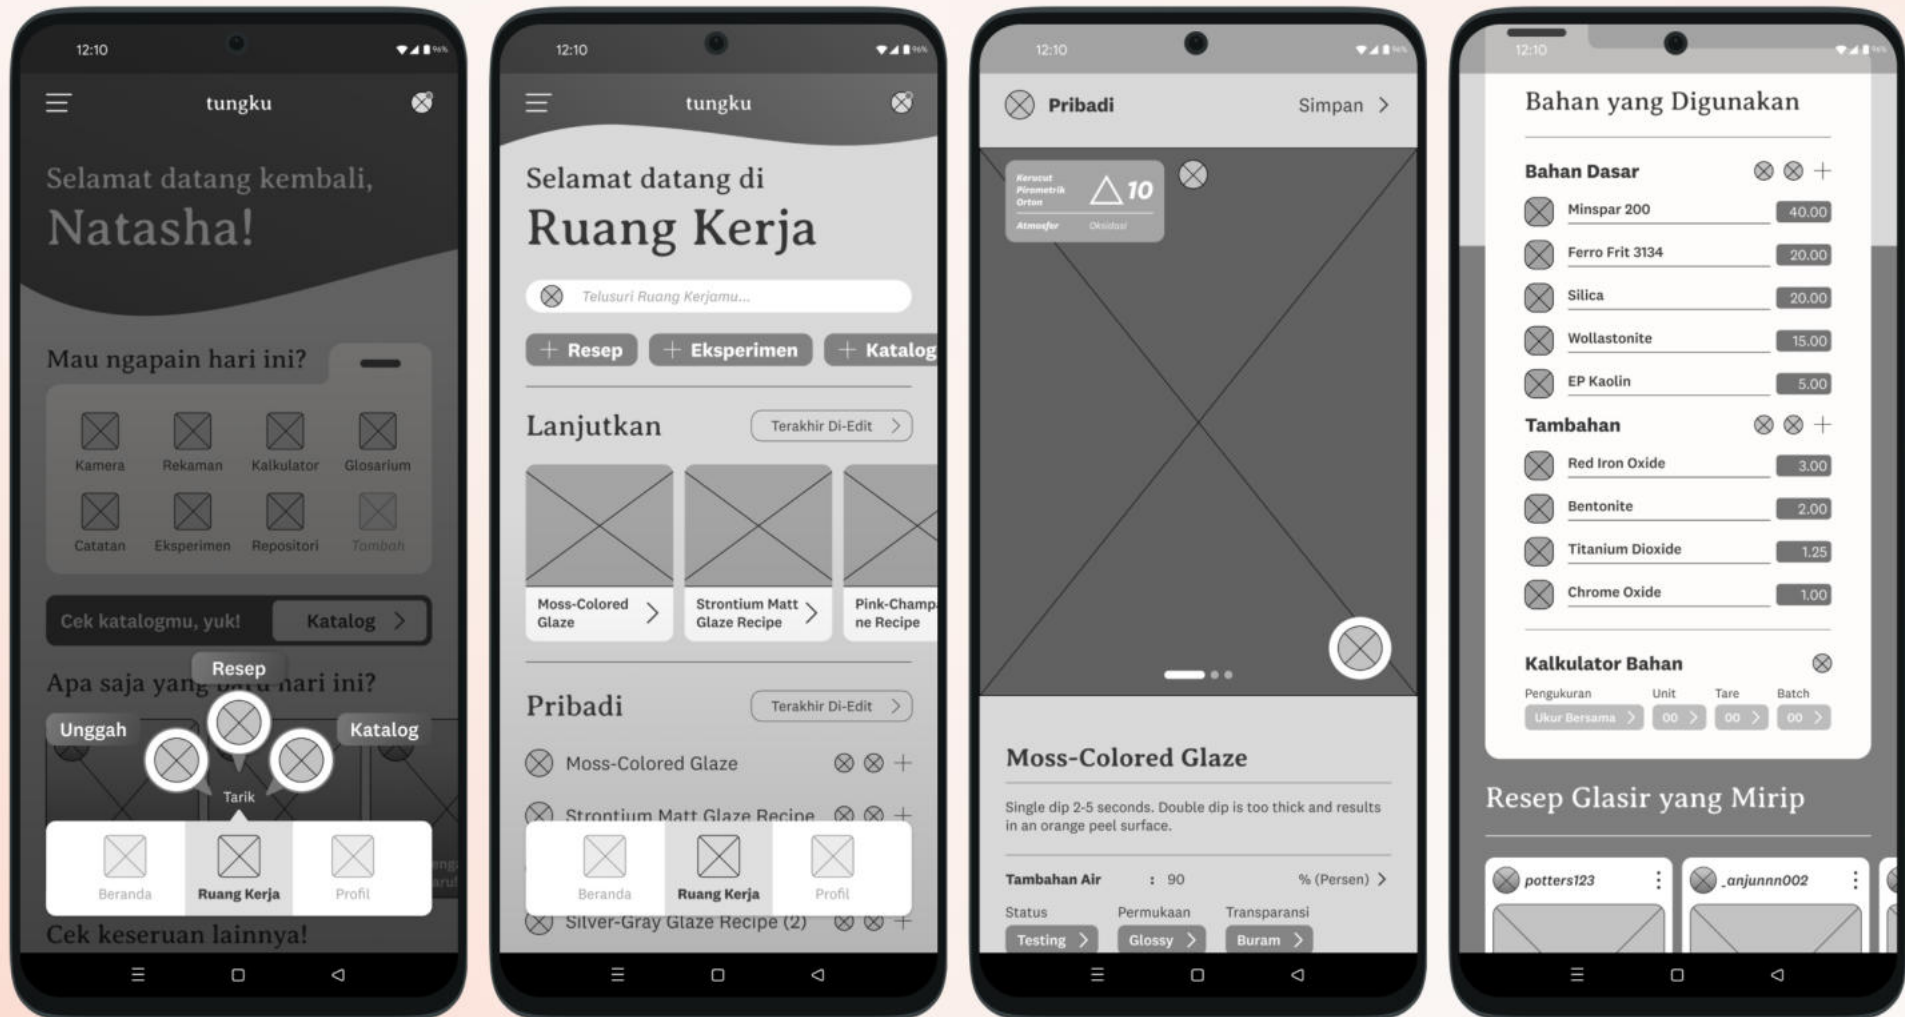 12:10
96%
tungku
Selamat datang kembali,
Natasha!
Mau ngapain hari ini?
Kamera Rekaman Kalkulator Glosarium
Catatan Eksperimen Repositori Tambah
Cek katalogmu, yuk! Katalog
Resep
Apa saja yang baru hari ini?
Unggah Katalog
Tarik
Beranda Ruang Kerja Profil
Cek keseruan lainnya!
12:10
96%
tungku
Selamat datang di
Ruang Kerja
Telusuri Ruang Kerjamu...
+ Resep + Eksperimen + Katalog
Lanjutkan Terakhir Di-Edit >
Moss-Colored
Glaze
Strontium Matt
Glaze Recipe
Pink-Champa
ne Recipe
Pribadi Terakhir Di-Edit >
Moss-Colored Glaze
Strontium Matt Glaze Recipe
Beranda Ruang Kerja Profil
Silver-Gray Glaze Recipe (2)
12:10
96%
Pribadi Simpan >
Kerucut
Pirometrik
Orton
10
Atmosfer Oksidasi
Moss-Colored Glaze
Single dip 2-5 seconds. Double dip is too thick and results
in an orange peel surface.
Tambahan Air : 90 % (Persen) >
Status Permukaan Transparansi
Testing > Glossy > Buram >
12:10
96%
Bahan yang Digunakan
Bahan Dasar
Minspar 200 40.00
Ferro Frit 3134 20.00
Silica 20.00
Wollastonite 15.00
EP Kaolin 5.00
Tambahan
Red Iron Oxide 3.00
Bentonite 2.00
Titanium Dioxide 1.25
Chrome Oxide 1.00
Kalkulator Bahan
Pengukuran Unit Tare Batch
Ukur Bersama > 00 > 00 > 00 >
Resep Glasir yang Mirip
potters123
_anjunnn002